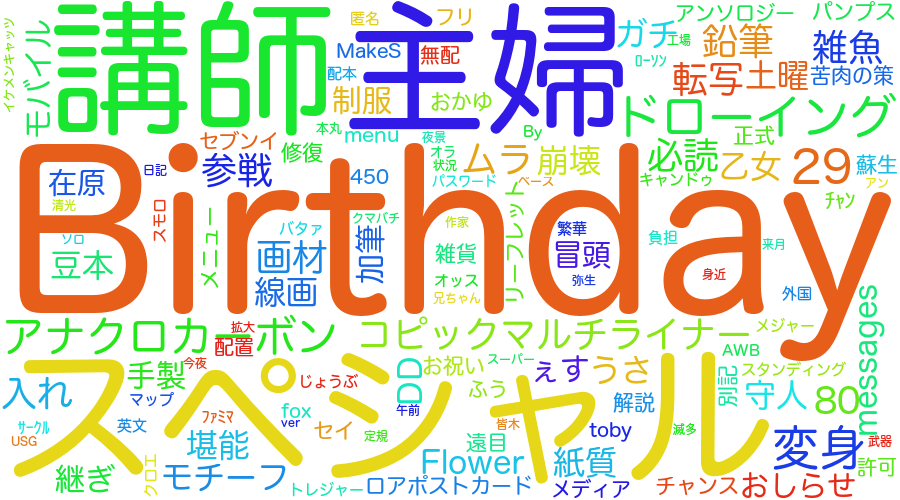 匿名 フリ アンソロジー パンプス
イケメンキャッツ モバイル 講師 主婦 ガチ 鉛筆 雑魚
MakeS 無配 工場 ローソン 転写 土曜 苦肉の策
配本 制服 おかゆ ドローイング
セブンイ 本丸 menu 夜景 By 正式
日記 参戦 修復 オラ ムラ 崩壊 必読 乙女 29 蘇生
在原 450 状況 パスワード ベース キャンドゥ チャン アン
清光 スモロ メニュー バタァ クマバチ 作家 リーフレット 繁華 負担 来月
Birthday
ソロ 豆本 画材 加筆 雑貨 冒頭 身近
線画 オッス 兄ちゃん 弥生 外国 messages
アナクロカーボン 拡大 配置 コピックマルチライナー メジャー
スペシャル
手製 今夜 じょうぶ DD お祝い スーパー えす うさ AWB スタンディング
入れ マップ ふう 別記 守人 80
サークル 英文 ファミマ fox ver 午前 解説
USG 堪能 セイ 定規 遠目 皆木 toby 減多 変身 武器
継ぎ クロエ モチーフ Flower 紙質 許可
トレジャー ロアポストカード メディア チャンス おしらせ